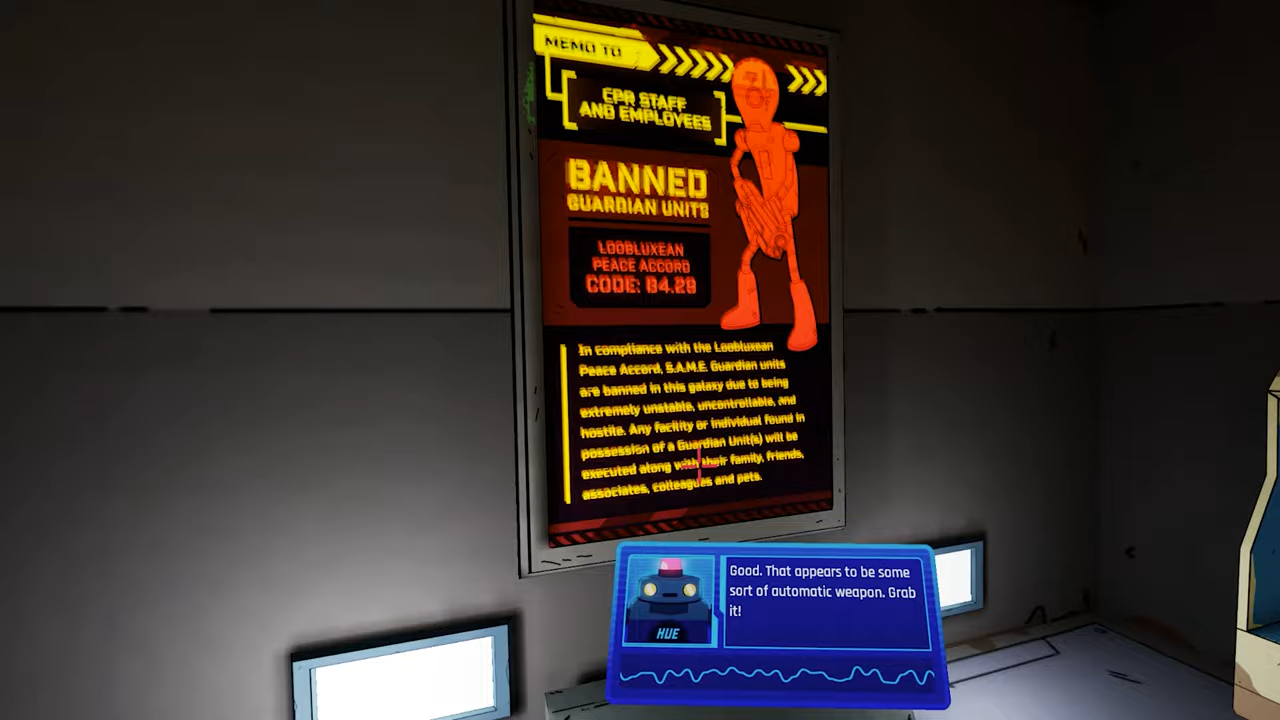 MEMO TO
CPR STAFF
AND EMPLOYEES
BANNED
GUARDIAN UNITS
LOOBLUXEAN
PEACE ACCORD
CODE: B4.29
In compliance with the Loobluxean
Peace Accord, S.A.M.E. Guardian units
are banned in this galaxy due to being
extremely unstable, uncontrollable, and
hostile. Any facility or individual found in
possession of a Guardian Unit(s) will be
executed along with their family, friends,
associates, colleagues and pets.
Good. That appears to be some
sort of automatic weapon. Grab
it!
HUE